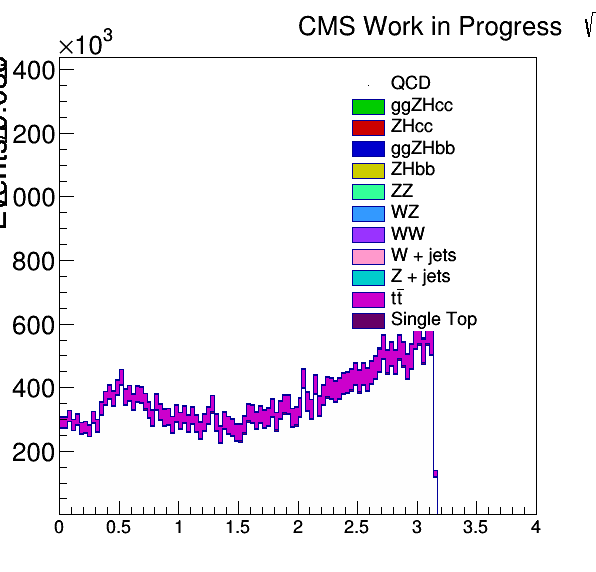 CMS Work in Progress √
×10³
400
200
000
800
600
400
200
QCD
ggZHcc
ZHcc
ggZHbb
ZHbb
ZZ
WZ
WW
W + jets
Z + jets
tt̄
Single Top
0 0.5 1 1.5 2 2.5 3 3.5 4